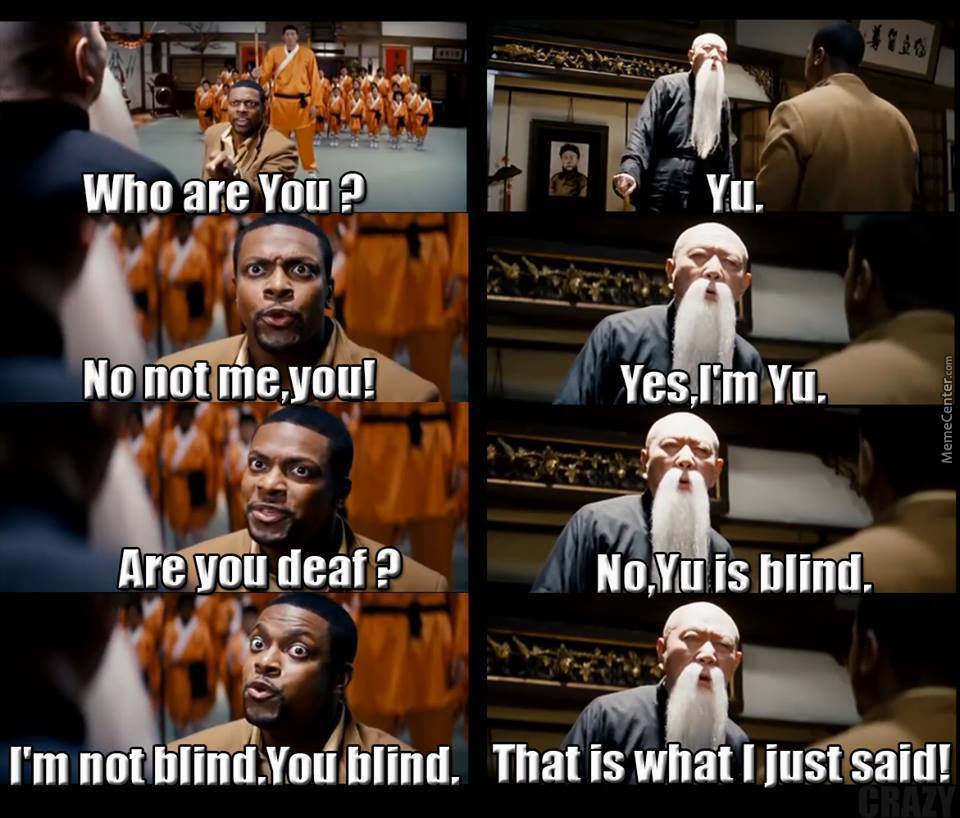 Who are You ?
Yu.
No not me,you!
Yes,I'm Yu.
Are you deaf ?
No,Yu is blind.
I'm not blind.You blind.
That is what I just said!
MemeCenter.com
CRAZY